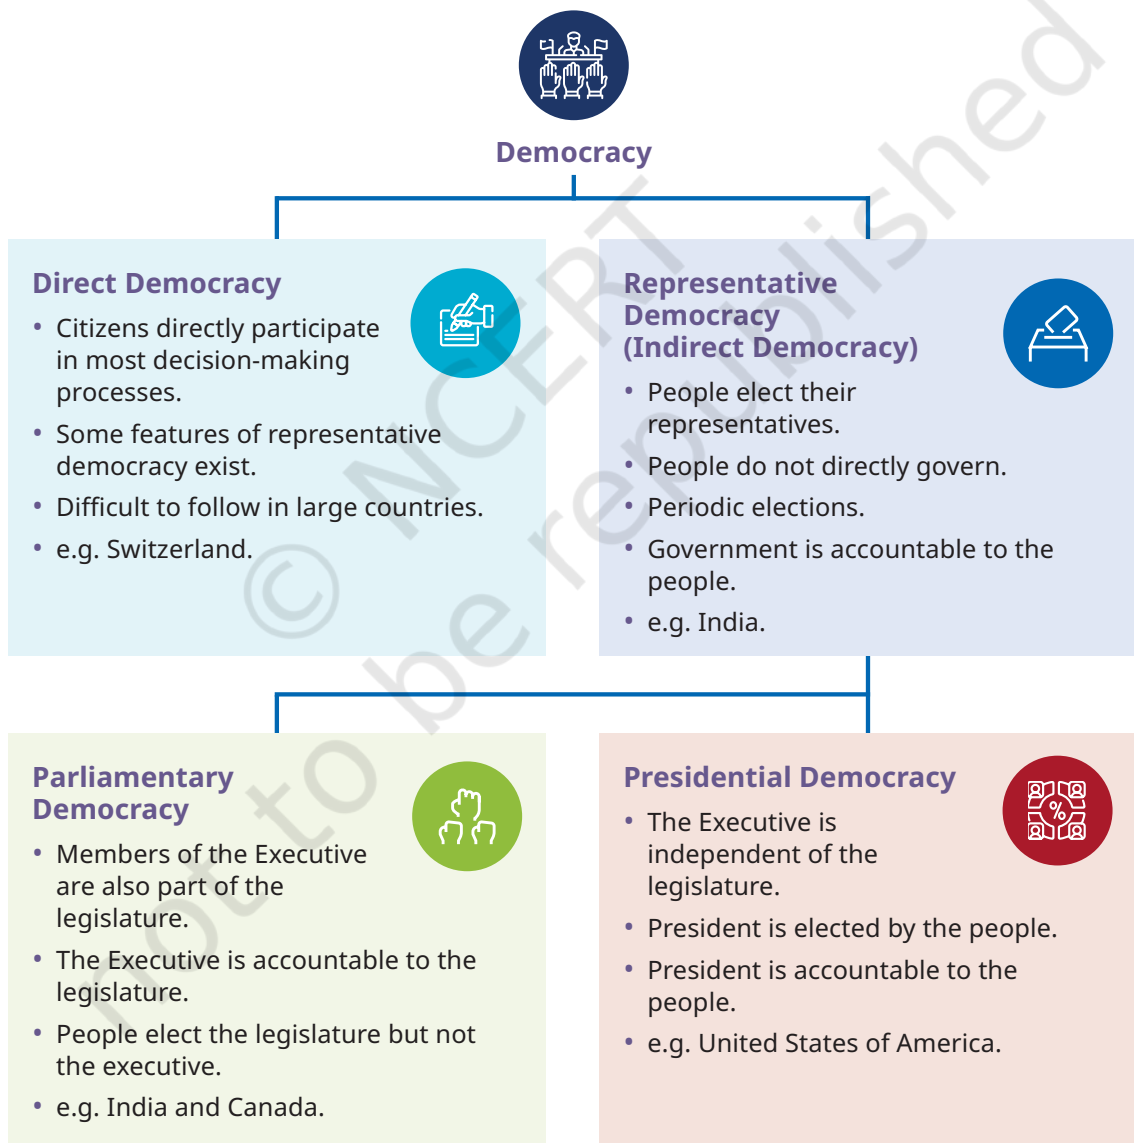 Democracy
Direct Democracy
• Citizens directly participate
in most decision-making
processes.
• Some features of representative
democracy exist.
• Difficult to follow in large countries.
• e.g. Switzerland.
Representative
Democracy
(Indirect Democracy)
• People elect their
representatives.
• People do not directly govern.
• Periodic elections.
• Government is accountable to the
people.
• e.g. India.
Parliamentary
Democracy
• Members of the Executive
are also part of the
legislature.
• The Executive is accountable to the
legislature.
• People elect the legislature but not
the executive.
• e.g. India and Canada.
Presidential Democracy
%
• The Executive is
independent of the
legislature.
• President is elected by the people.
• President is accountable to the
people.
• e.g. United States of America.
© NCERT
not to be republished